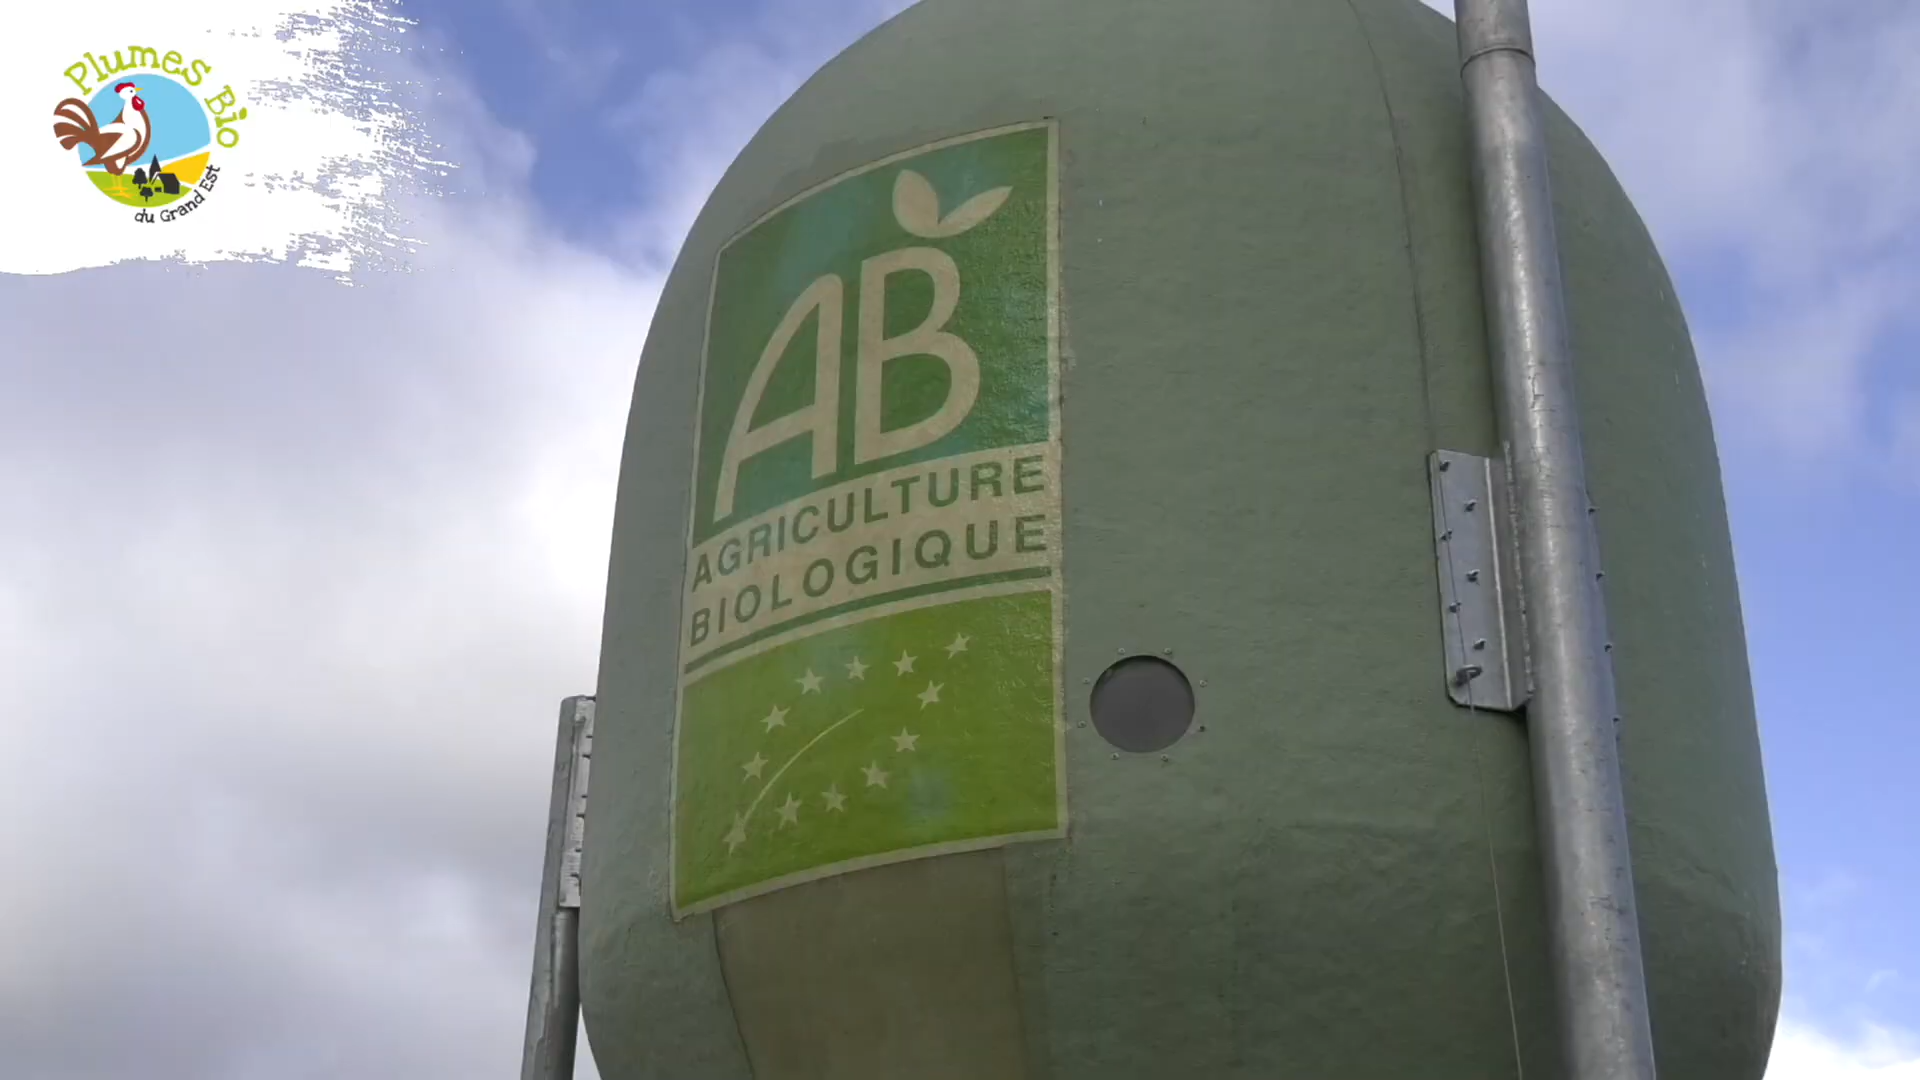 Plumes Bio
du Grand Est
AB
AGRICULTURE
BIOLOGIQUE